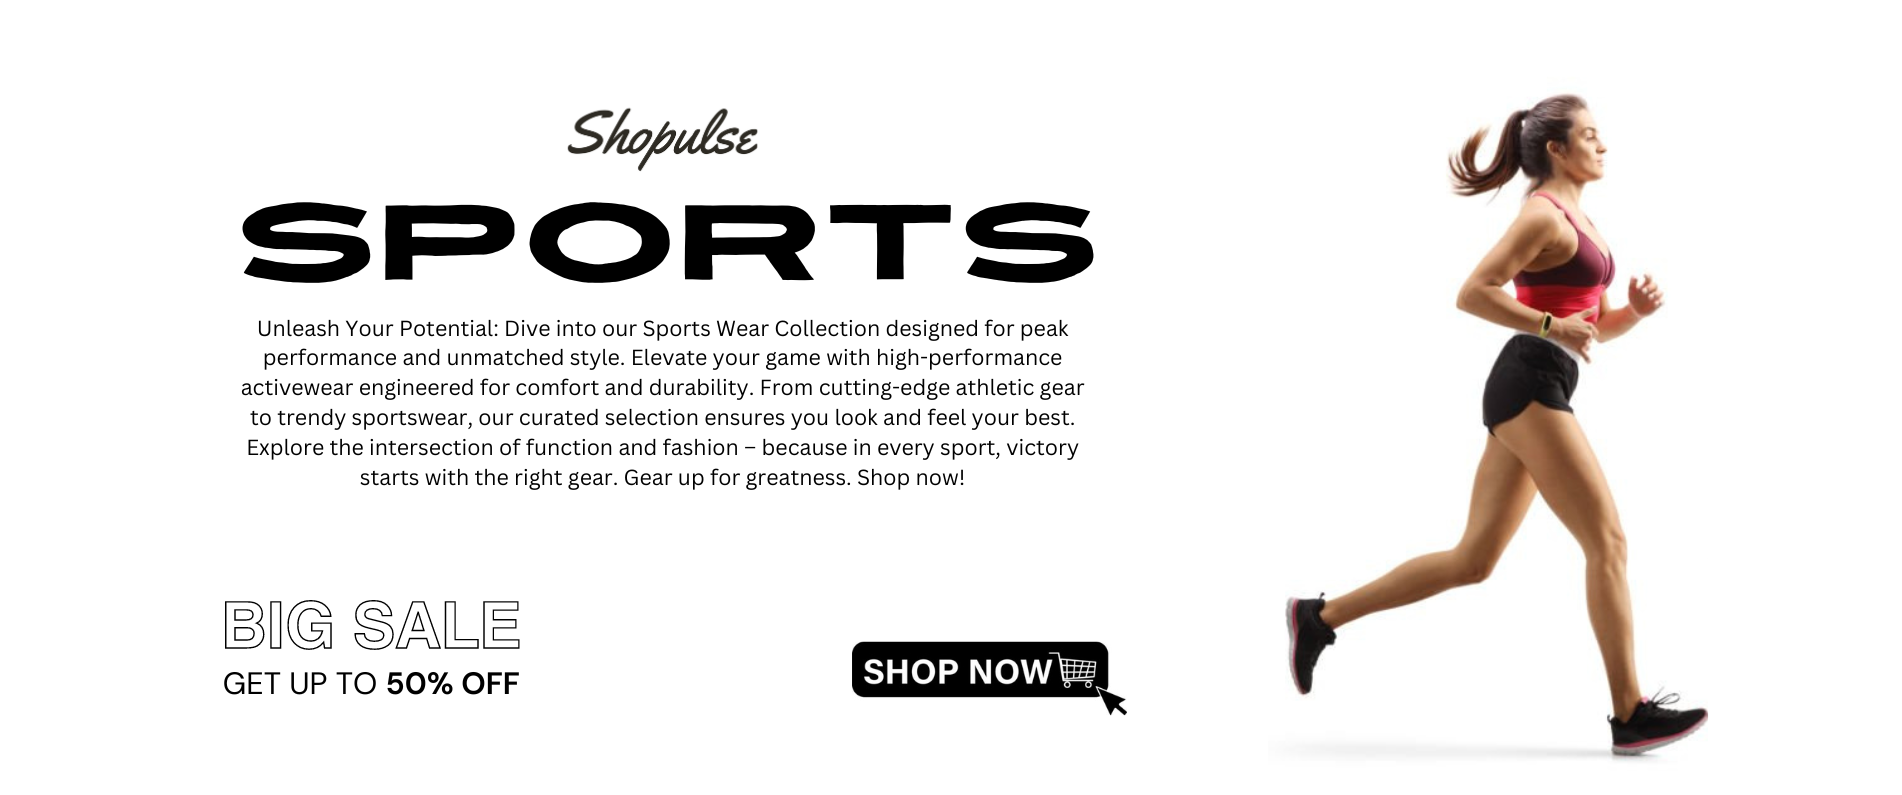 Shopulse
SPORTS
Unleash Your Potential: Dive into our Sports Wear Collection designed for peak
performance and unmatched style. Elevate your game with high-performance
activewear engineered for comfort and durability. From cutting-edge athletic gear
to trendy sportswear, our curated selection ensures you look and feel your best.
Explore the intersection of function and fashion – because in every sport, victory
starts with the right gear. Gear up for greatness. Shop now!
BIG SALE
GET UP TO 50% OFF
SHOP NOW